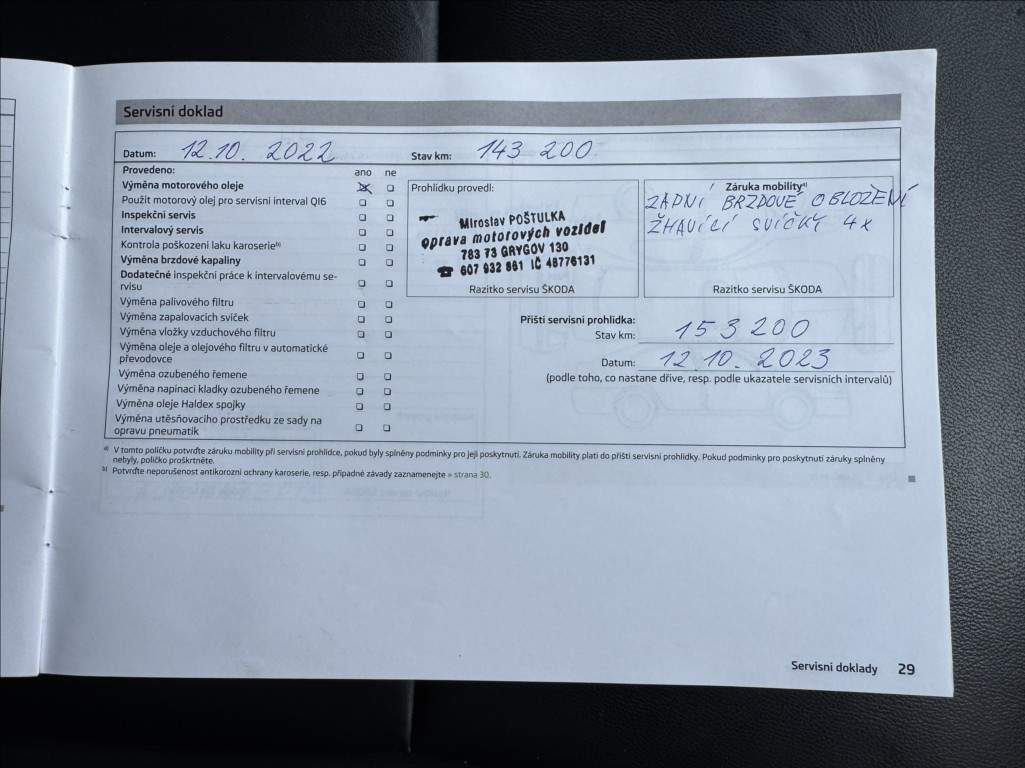 Servisní doklad
Datum: 12.10. 2022 Stav km: 143 200
Provedeno: ano ne
Výměna motorového oleje
Použit motorový olej pro servisní interval QI6
Inspekční servis
Intervalový servis
Kontrola poškození laku karoserieᵇ⁾
Výměna brzdové kapaliny
Dodatečné inspekční práce k intervalovému se-
rvisu
Výměna palivového filtru
Výměna zapalovacích svíček
Výměna vložky vzduchového filtru
Výměna oleje a olejového filtru v automatické
převodovce
Výměna ozubeného řemene
Výměna napínací kladky ozubeného řemene
Výměna oleje Haldex spojky
Výměna utěsňovacího prostředku ze sady na
opravu pneumatik
Prohlídku provedl:
Miroslav POŠTULKA
oprava motorových vozidel
783 73 GRYGOV 130
☎ 607 932 861 IČ 48776131
Razítko servisu ŠKODA
Záruka mobilityᵃ⁾
ZADNÍ BRZDOVÉ OBLOŽENÍ
ŽHAVÍCÍ SVÍČKY 4x
Razítko servisu ŠKODA
Příští servisní prohlídka:
Stav km: 153 200
Datum: 12.10. 2023
(podle toho, co nastane dříve, resp. podle ukazatele servisních intervalů)
ᵃ⁾ V tomto políčku potvrďte záruku mobility při servisní prohlídce, pokud byly splněny podmínky pro její poskytnutí. Záruka mobility platí do příští servisní prohlídky. Pokud podmínky pro poskytnutí záruky splněny
nebyly, políčko proškrtněte.
ᵇ⁾ Potvrďte neporušenost antikorozní ochrany karoserie, resp. případné závady zaznamenejte » strana 30.
Servisní doklady 29